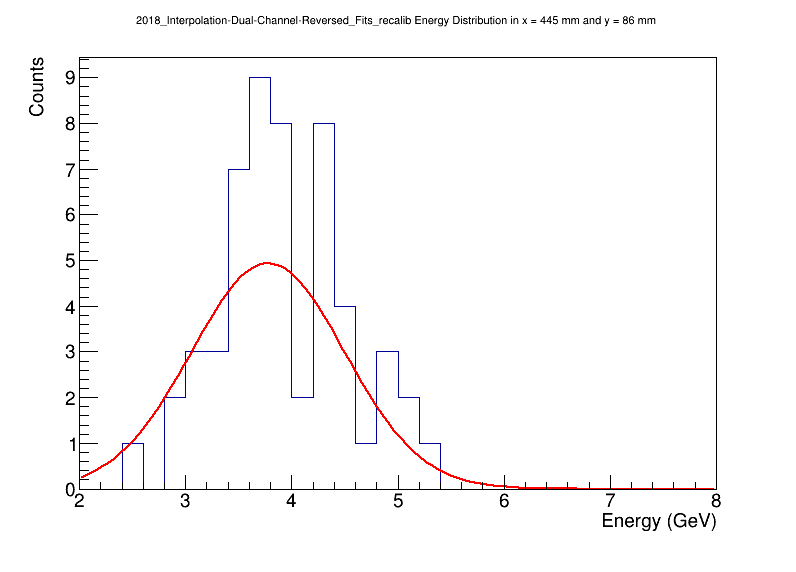 2018_Interpolation-Dual-Channel-Reversed_Fits_recalib Energy Distribution in x = 445 mm and y = 86 mm
Counts
9
8
7
6
5
4
3
2
1
0
2 3 4 5 6 7 8
Energy (GeV)